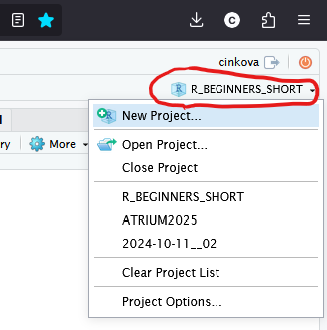 C
cinkova
R R_BEGINNERS_SHORT
ry More
R New Project...
Open Project...
Close Project
R_BEGINNERS_SHORT
ATRIUM2025
2024-10-11__02
Clear Project List
Project Options...